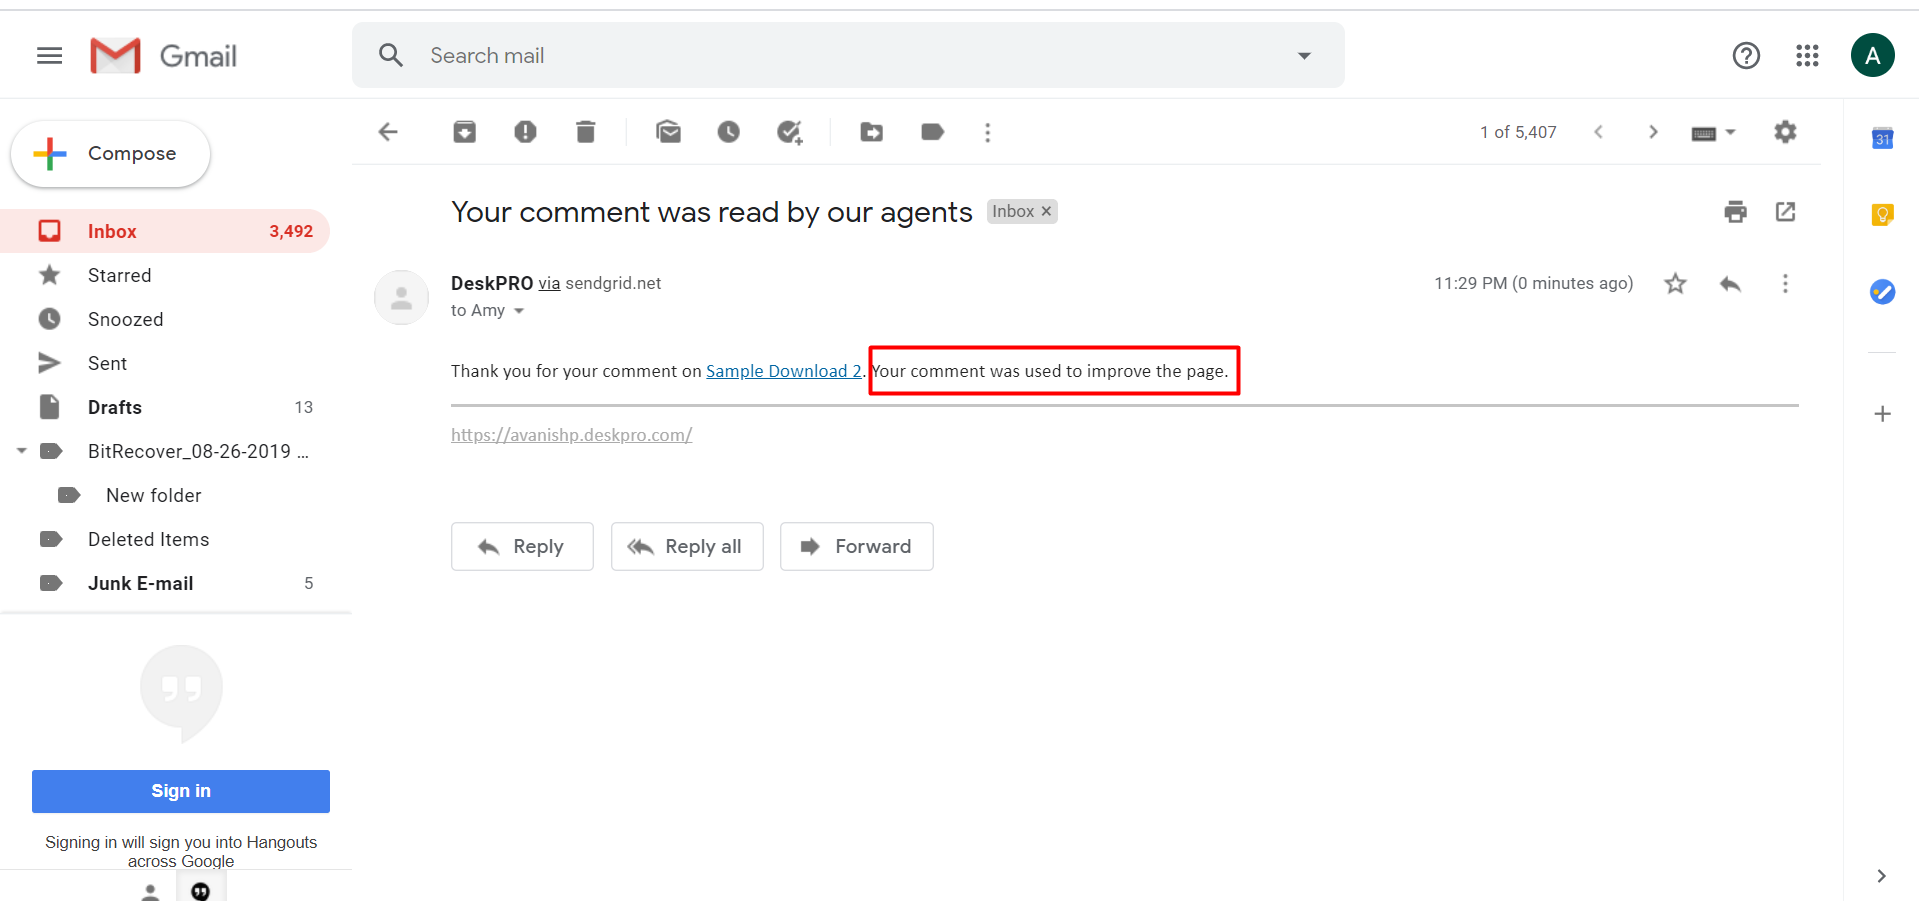 Gmail
Search mail
A
Compose
1 of 5,407
31
Inbox 3,492
Starred
Snoozed
Sent
Drafts 13
BitRecover_08-26-2019 ...
New folder
Deleted Items
Junk E-mail 5
Your comment was read by our agents Inbox ×
DeskPRO via sendgrid.net 11:29 PM (0 minutes ago)
to Amy
Thank you for your comment on Sample Download 2. Your comment was used to improve the page.
https://avanishp.deskpro.com/
Reply Reply all Forward
Sign in
Signing in will sign you into Hangouts
across Google